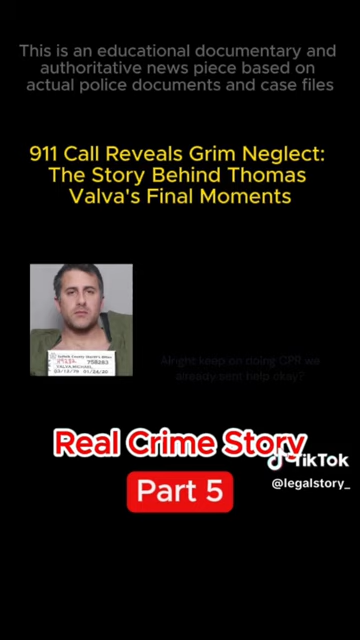 This is an educational documentary and
authoritative news piece based on
actual police documents and case files
911 Call Reveals Grim Neglect:
The Story Behind Thomas
Valva's Final Moments
Alright keep on doing CPR we
already sent help okay?
Real Crime Story
TikTok
Part 5
@legalstory_